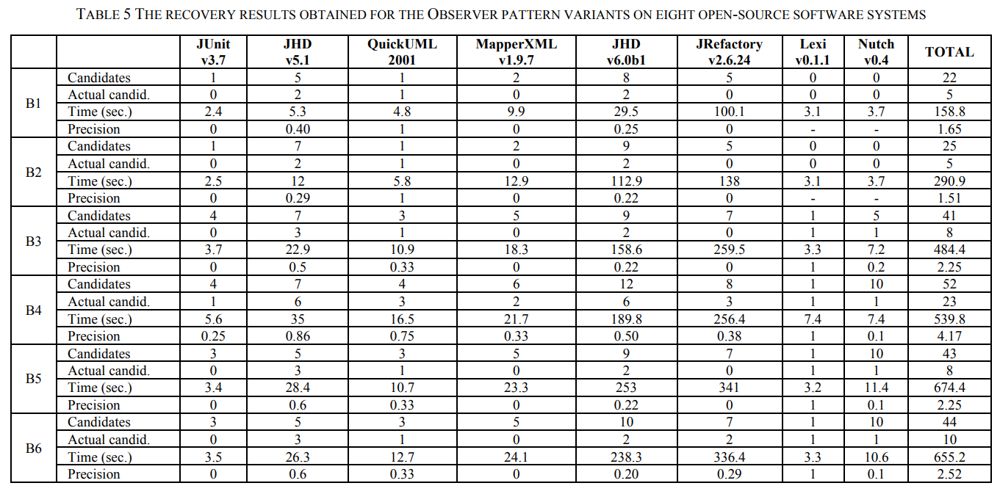 TABLE 5 THE RECOVERY RESULTS OBTAINED FOR THE OBSERVER PATTERN VARIANTS ON EIGHT OPEN-SOURCE SOFTWARE SYSTEMS
JUnit v3.7 JHD v5.1 QuickUML 2001 MapperXML v1.9.7 JHD v6.0b1 JRefactory v2.6.24 Lexi v0.1.1 Nutch v0.4 TOTAL
B1
Candidates 1 5 1 2 8 5 0 0 22
Actual candid. 0 2 1 0 2 0 0 0 5
Time (sec.) 2.4 5.3 4.8 9.9 29.5 100.1 3.1 3.7 158.8
Precision 0 0.40 1 0 0.25 0 - - 1.65
B2
Candidates 1 7 1 2 9 5 0 0 25
Actual candid. 0 2 1 0 2 0 0 0 5
Time (sec.) 2.5 12 5.8 12.9 112.9 138 3.1 3.7 290.9
Precision 0 0.29 1 0 0.22 0 - - 1.51
B3
Candidates 4 7 3 5 9 7 1 5 41
Actual candid. 0 3 1 0 2 0 1 1 8
Time (sec.) 3.7 22.9 10.9 18.3 158.6 259.5 3.3 7.2 484.4
Precision 0 0.5 0.33 0 0.22 0 1 0.2 2.25
B4
Candidates 4 7 4 6 12 8 1 10 52
Actual candid. 1 6 3 2 6 3 1 1 23
Time (sec.) 5.6 35 16.5 21.7 189.8 256.4 7.4 7.4 539.8
Precision 0.25 0.86 0.75 0.33 0.50 0.38 1 0.1 4.17
B5
Candidates 3 5 3 5 9 7 1 10 43
Actual candid. 0 3 1 0 2 0 1 1 8
Time (sec.) 3.4 28.4 10.7 23.3 253 341 3.2 11.4 674.4
Precision 0 0.6 0.33 0 0.22 0 1 0.1 2.25
B6
Candidates 3 5 3 5 10 7 1 10 44
Actual candid. 0 3 1 0 2 2 1 1 10
Time (sec.) 3.5 26.3 12.7 24.1 238.3 336.4 3.3 10.6 655.2
Precision 0 0.6 0.33 0 0.20 0.29 1 0.1 2.52